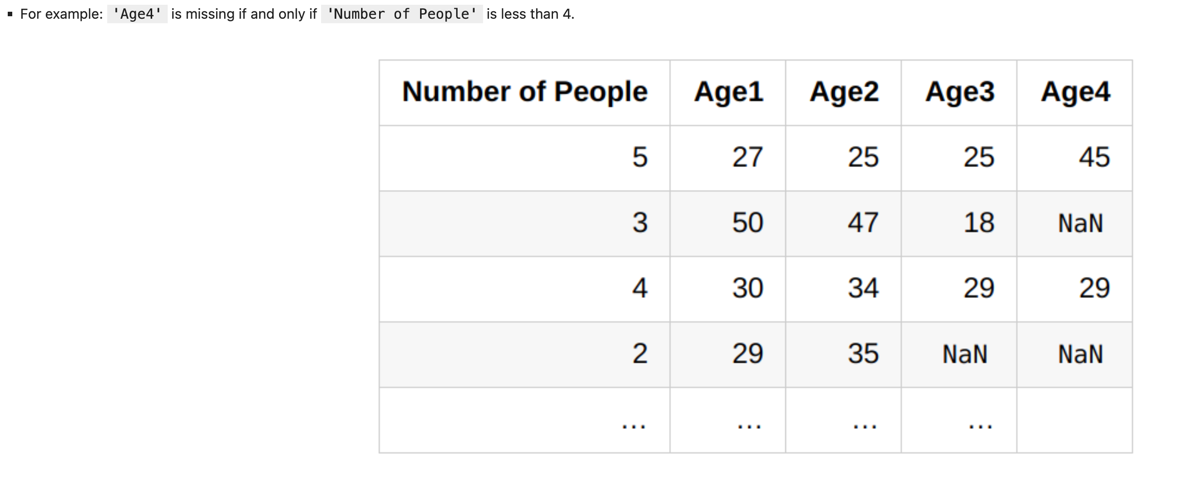 ▪ For example: 'Age4' is missing if and only if 'Number of People' is less than 4.
Number of People Age1 Age2 Age3 Age4
5 27 25 25 45
3 50 47 18 NaN
4 30 34 29 29
2 29 35 NaN NaN
... ... ... ...